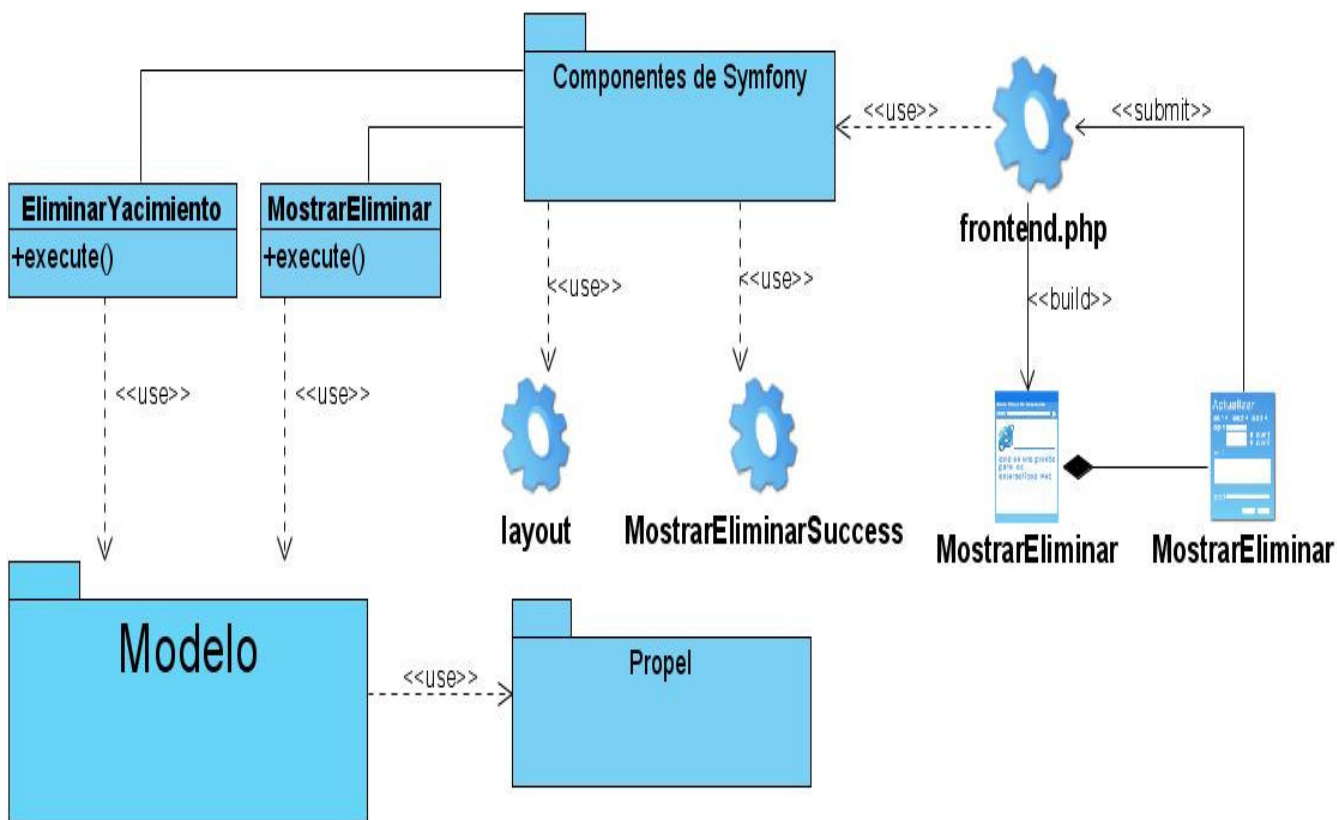 Componentes de Symfony
<<use>>
<<submit>>
EliminarYacimiento
+execute()
MostrarEliminar
+execute()
frontend.php
<<use>>
<<use>>
<<build>>
<<use>>
<<use>>
Actualizar
layout
MostrarEliminarSuccess
MostrarEliminar
MostrarEliminar
Modelo
<<use>>
Propel